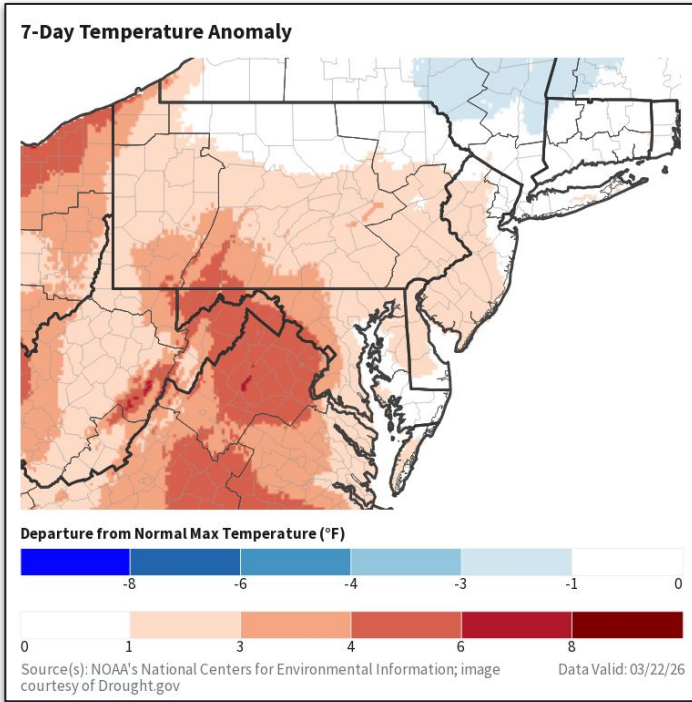 7-Day Temperature Anomaly
Departure from Normal Max Temperature (°F)
-8 -6 -4 -3 -1 0
0 1 3 4 6 8
Source(s): NOAA's National Centers for Environmental Information; image Data Valid: 03/22/26
courtesy of Drought.gov